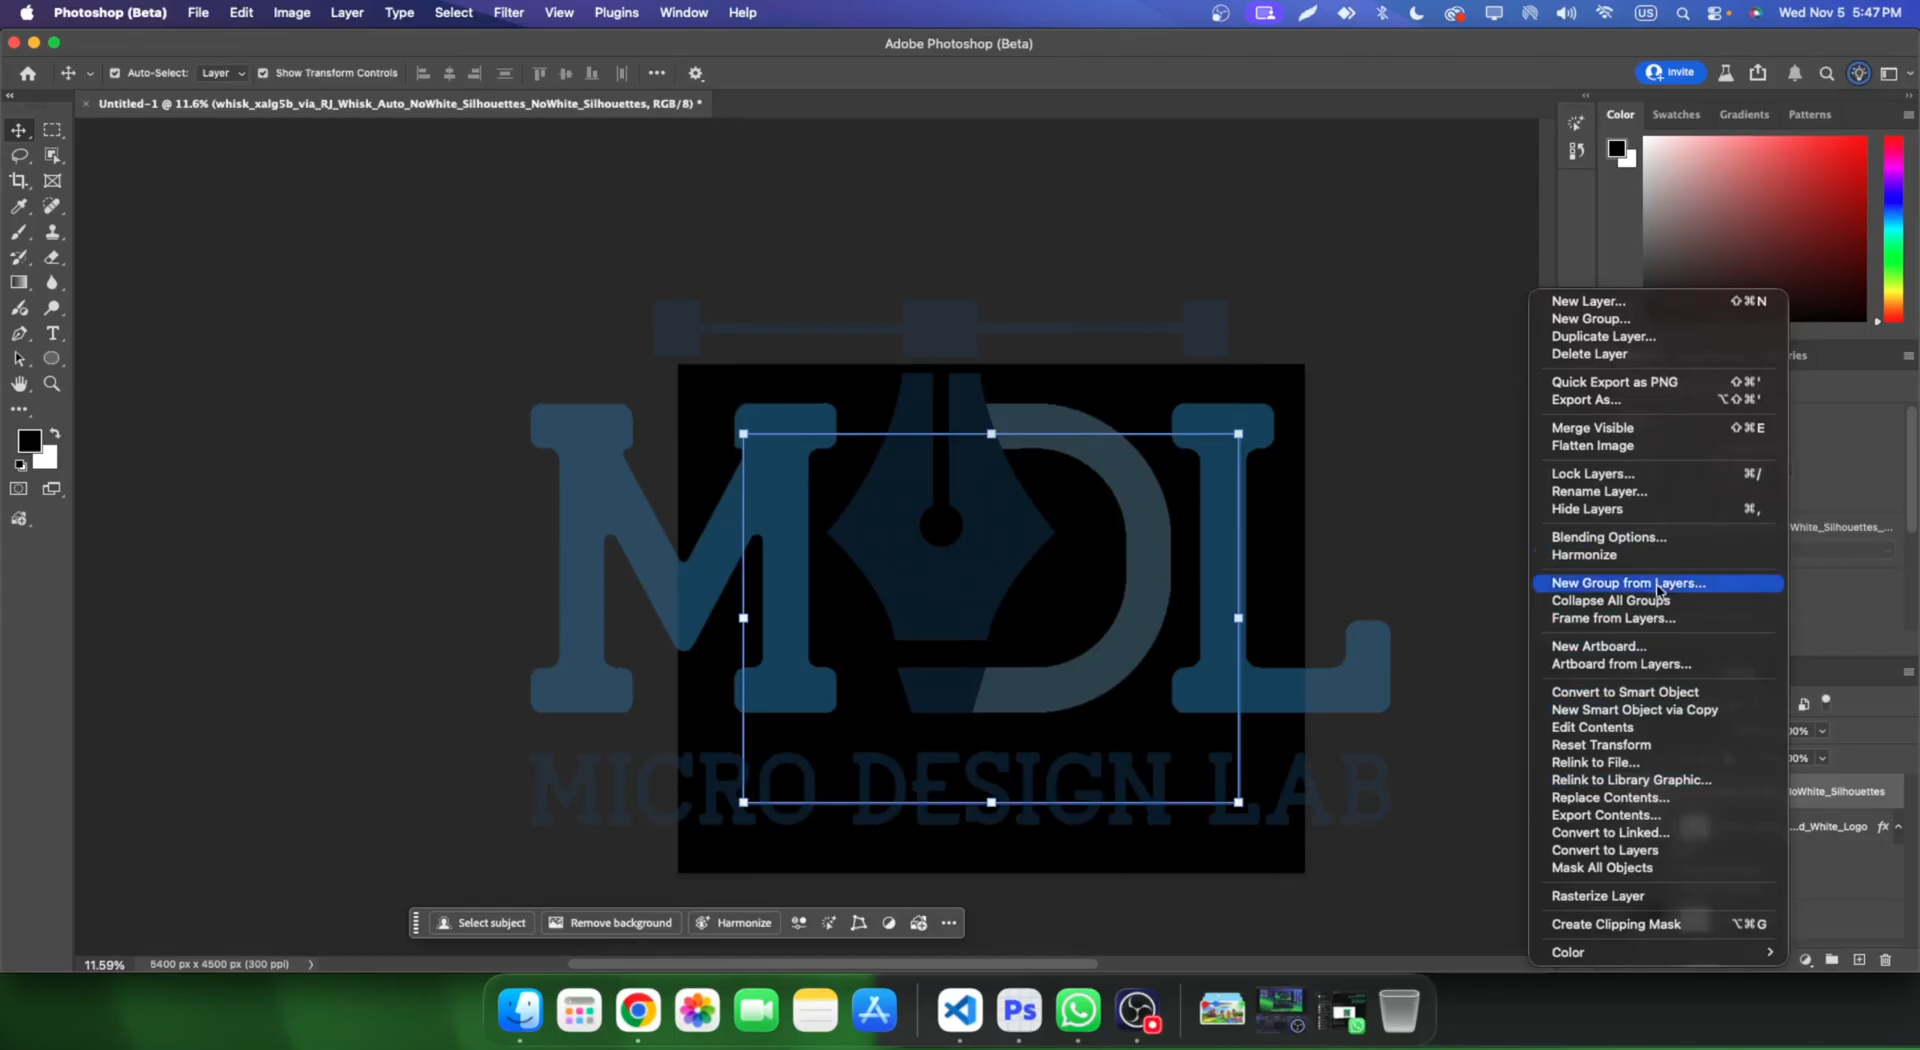 Photoshop (Beta) File Edit Image Layer Type Select Filter View Plugins Window Help US Wed Nov 5 5:47 PM
Adobe Photoshop (Beta)
Auto-Select: Layer Show Transform Controls Invite
Untitled-1 @ 11.6% (whisk_xalg5b_via_RJ_Whisk_Auto_NoWhite_Silhouettes_NoWhite_Silhouettes, RGB/8) *
Color Swatches Gradients Patterns
New Layer... ⇧⌘N
New Group...
Duplicate Layer...
Delete Layer
Quick Export as PNG ⇧⌘'
Export As... ⌥⇧⌘'
Merge Visible ⇧⌘E
Flatten Image
Lock Layers... ⌘/
Rename Layer...
Hide Layers ⌘,
Blending Options...
Harmonize
New Group from Layers...
Collapse All Groups
Frame from Layers...
New Artboard...
Artboard from Layers...
Convert to Smart Object
New Smart Object via Copy
Edit Contents
Reset Transform
Relink to File...
Relink to Library Graphic...
Replace Contents...
Export Contents...
Convert to Linked...
Convert to Layers
Mask All Objects
Rasterize Layer
Create Clipping Mask ⌥⌘G
Color
White_Silhouettes_...
oWhite_Silhouettes
...d_White_Logo fx
MDL
MICRO DESIGN LAB
Select subject Remove background Harmonize
11.59% 5400 px x 4500 px (300 ppi)
Ps